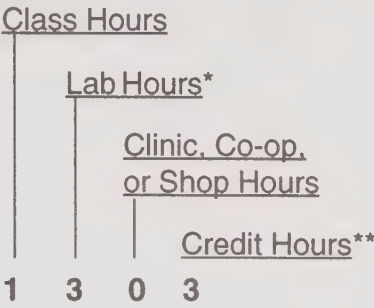 Class Hours
Lab Hours*
Clinic, Co-op,
or Shop Hours
Credit Hours**
1 3 0 3